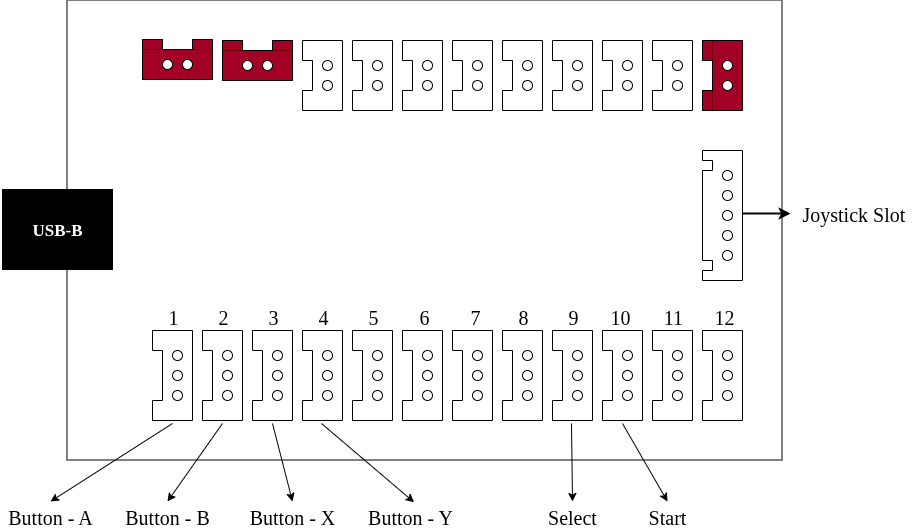 USB-B
Joystick Slot
1 2 3 4 5 6 7 8 9 10 11 12
Button - A Button - B Button - X Button - Y Select Start